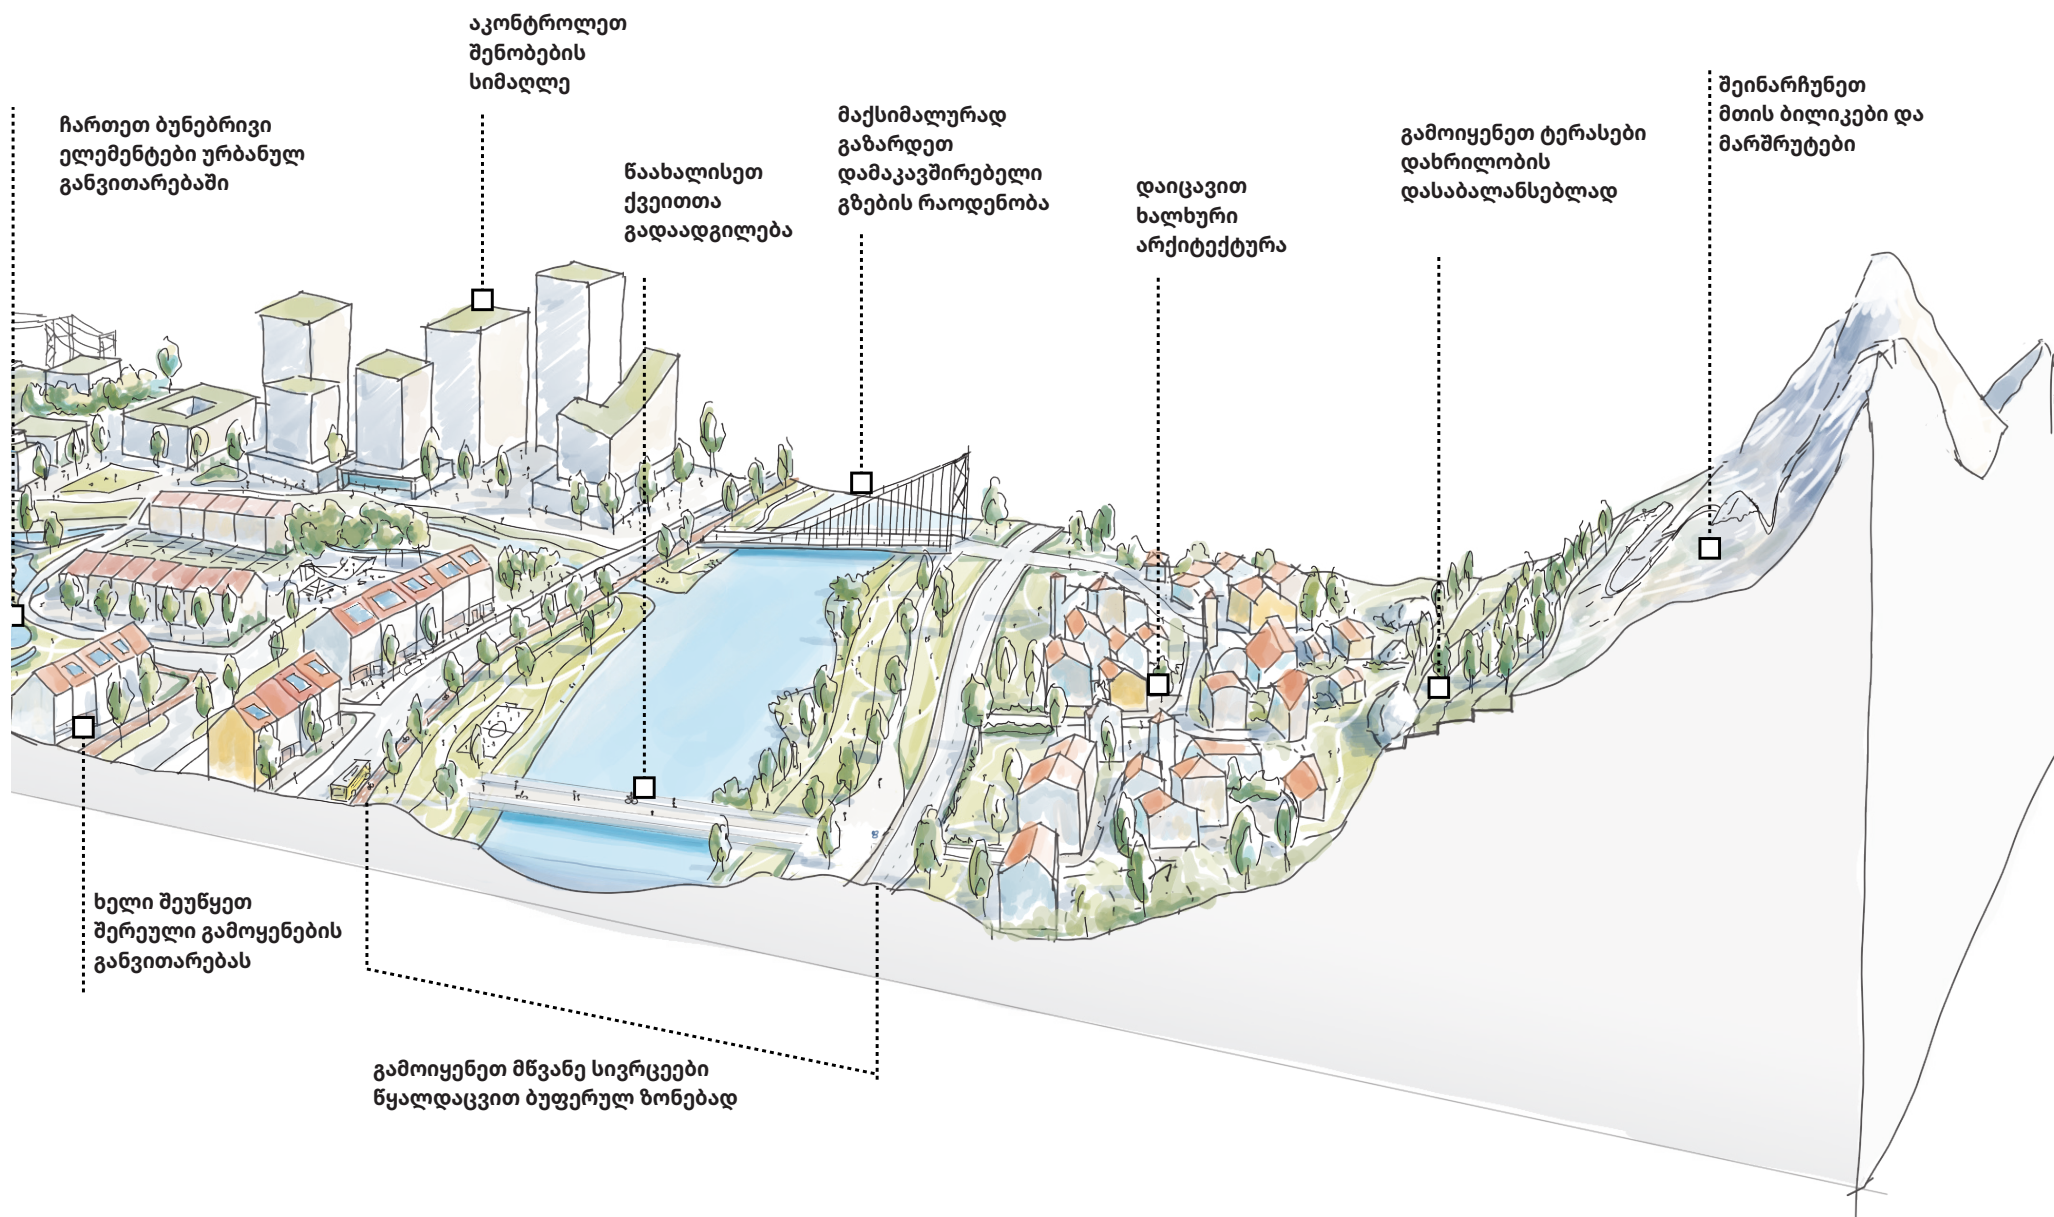 აკონტროლეთ
შენობების
სიმაღლე
ჩართეთ ბუნებრივი
ელემენტები ურბანულ
განვითარებაში
წაახალისეთ
ქვეითთა
გადაადგილება
მაქსიმალურად
გაზარდეთ
დამაკავშირებელი
გზების რაოდენობა
დაიცავით
ხალხური
არქიტექტურა
გამოიყენეთ ტერასები
დახრილობის
დასაბალანსებლად
შეინარჩუნეთ
მთის ბილიკები და
მარშრუტები
ხელი შეუწყეთ
შერეული გამოყენების
განვითარებას
გამოიყენეთ მწვანე სივრცეები
წყალდაცვით ბუფერულ ზონებად